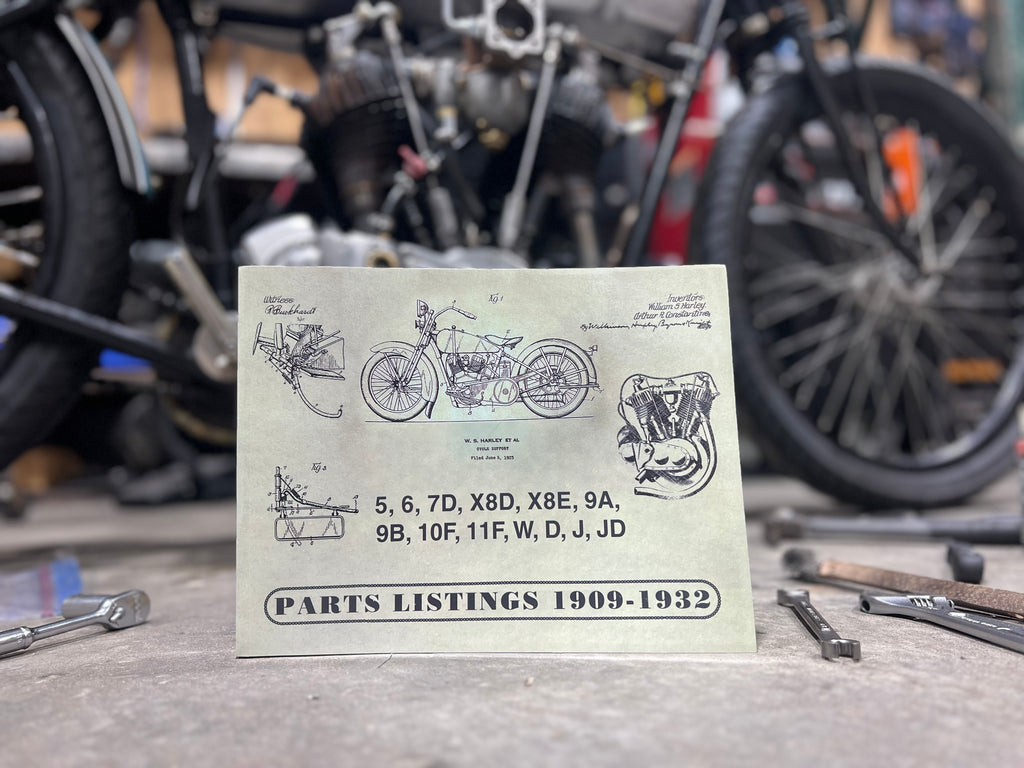 Witness.
Fig 1
Inventors.
William S Harley.
Arthur R. Constantine,
W. S. HARLEY ET AL
CYCLE SUPPORT
Filed June 5, 1925
Fig 3
5, 6, 7D, X8D, X8E, 9A,
9B, 10F, 11F, W, D, J, JD
PARTS LISTINGS 1909-1932